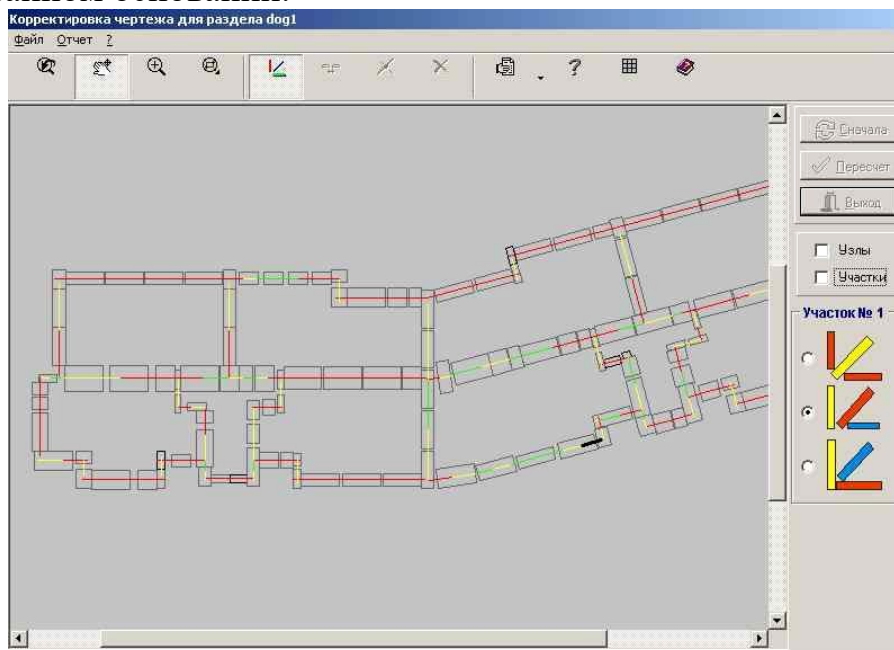 Корректировка чертежа для раздела dog1
Файл Отчет ?
Сначала
Пересчет
Выход
Узлы
Участки
Участок № 1